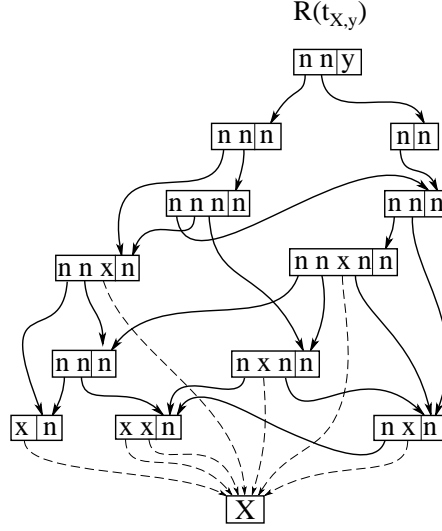 R(t_{X,y})
n n y
n n n
n n
n n n n
n n n
n n x n
n n x n n
n n n
n x n n
x n
x x n
n x n
X